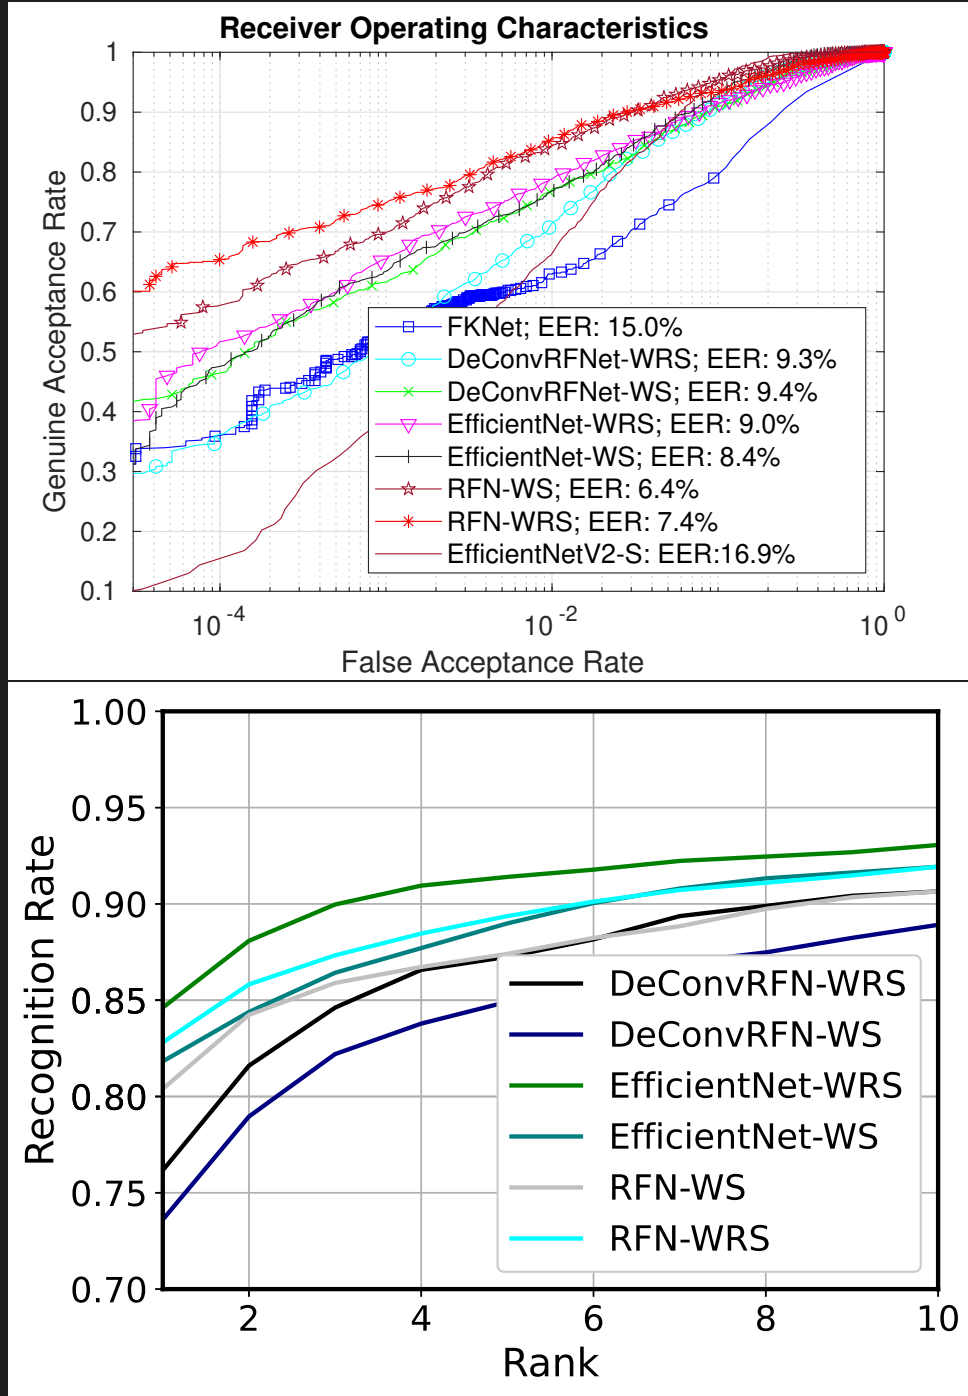 Receiver Operating Characteristics
1
0.9
0.8
0.7
0.6
0.5
0.4
0.3
0.2
0.1
Genuine Acceptance Rate
FKNet; EER: 15.0%
DeConvRFNet-WRS; EER: 9.3%
DeConvRFNet-WS; EER: 9.4%
EfficientNet-WRS; EER: 9.0%
EfficientNet-WS; EER: 8.4%
RFN-WS; EER: 6.4%
RFN-WRS; EER: 7.4%
EfficientNetV2-S: EER:16.9%
10^-4 10^-2 10^0
False Acceptance Rate
1.00
0.95
0.90
0.85
0.80
0.75
0.70
Recognition Rate
DeConvRFN-WRS
DeConvRFN-WS
EfficientNet-WRS
EfficientNet-WS
RFN-WS
RFN-WRS
2 4 6 8 10
Rank